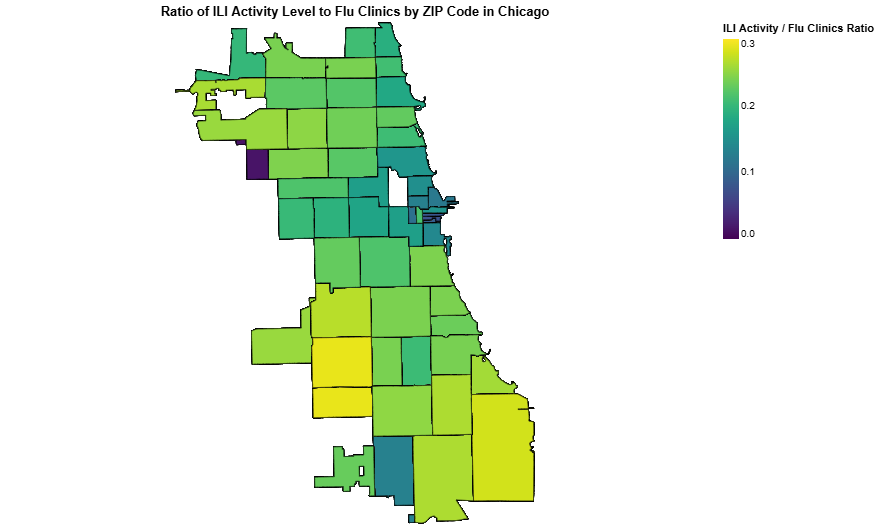 Ratio of ILI Activity Level to Flu Clinics by ZIP Code in Chicago
ILI Activity / Flu Clinics Ratio
0.3
0.2
0.1
0.0